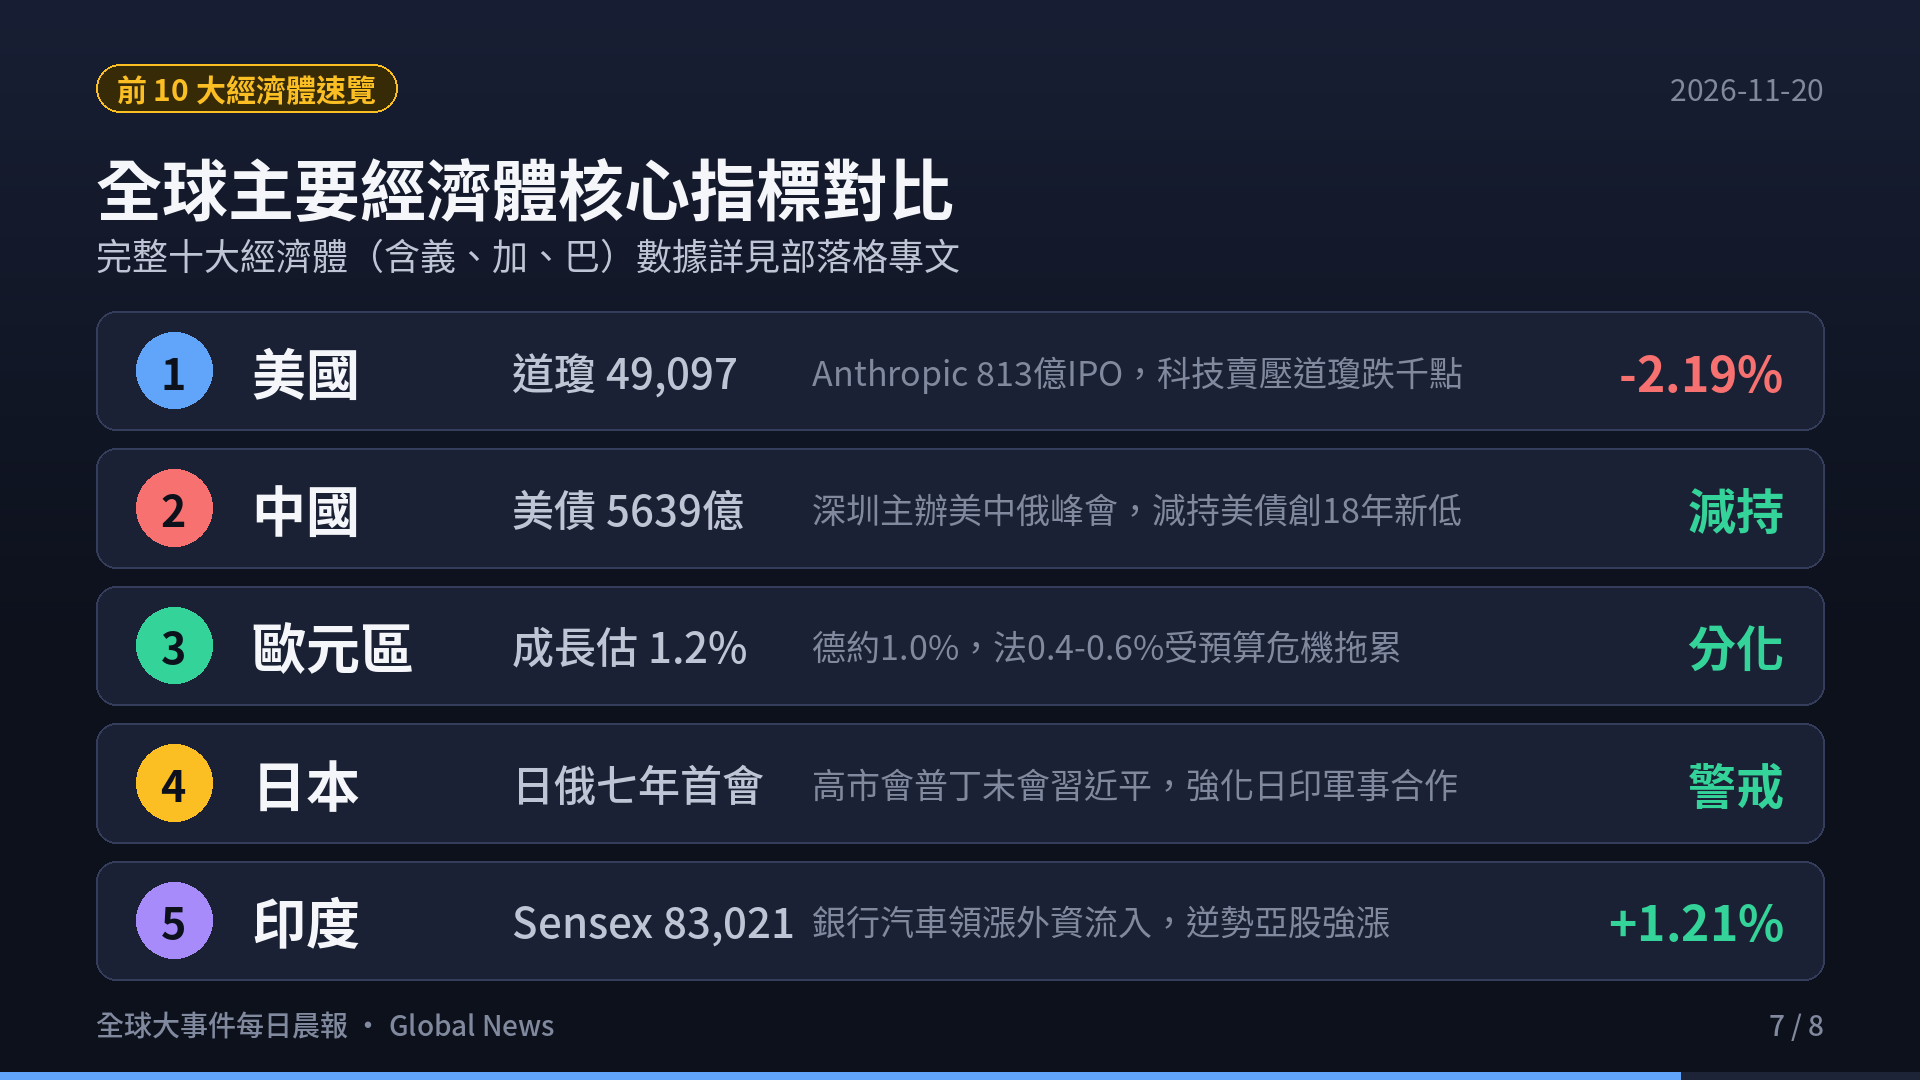 前 10 大經濟體速覽
2026-11-20
全球主要經濟體核心指標對比
完整十大經濟體（含義、加、巴）數據詳見部落格專文
1 美國 道瓊 49,097 Anthropic 813億IPO，科技賣壓道瓊跌千點 -2.19%
2 中國 美債 5639億 深圳主辦美中俄峰會，減持美債創18年新低 減持
3 歐元區 成長估 1.2% 德約1.0%，法0.4-0.6%受預算危機拖累 分化
4 日本 日俄七年首會 高市會普丁未會習近平，強化日印軍事合作 警戒
5 印度 Sensex 83,021 銀行汽車領漲外資流入，逆勢亞股強漲 +1.21%
全球大事件每日晨報 · Global News
7 / 8